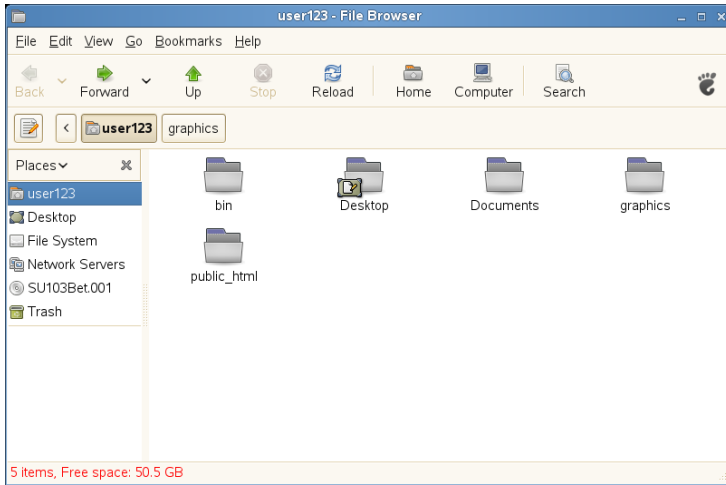 user123 - File Browser
File Edit View Go Bookmarks Help
Back Forward Up Stop Reload Home Computer Search
user123 graphics
Places
user123
Desktop
File System
Network Servers
SU103Bet.001
Trash
bin Desktop Documents graphics
public_html
5 items, Free space: 50.5 GB